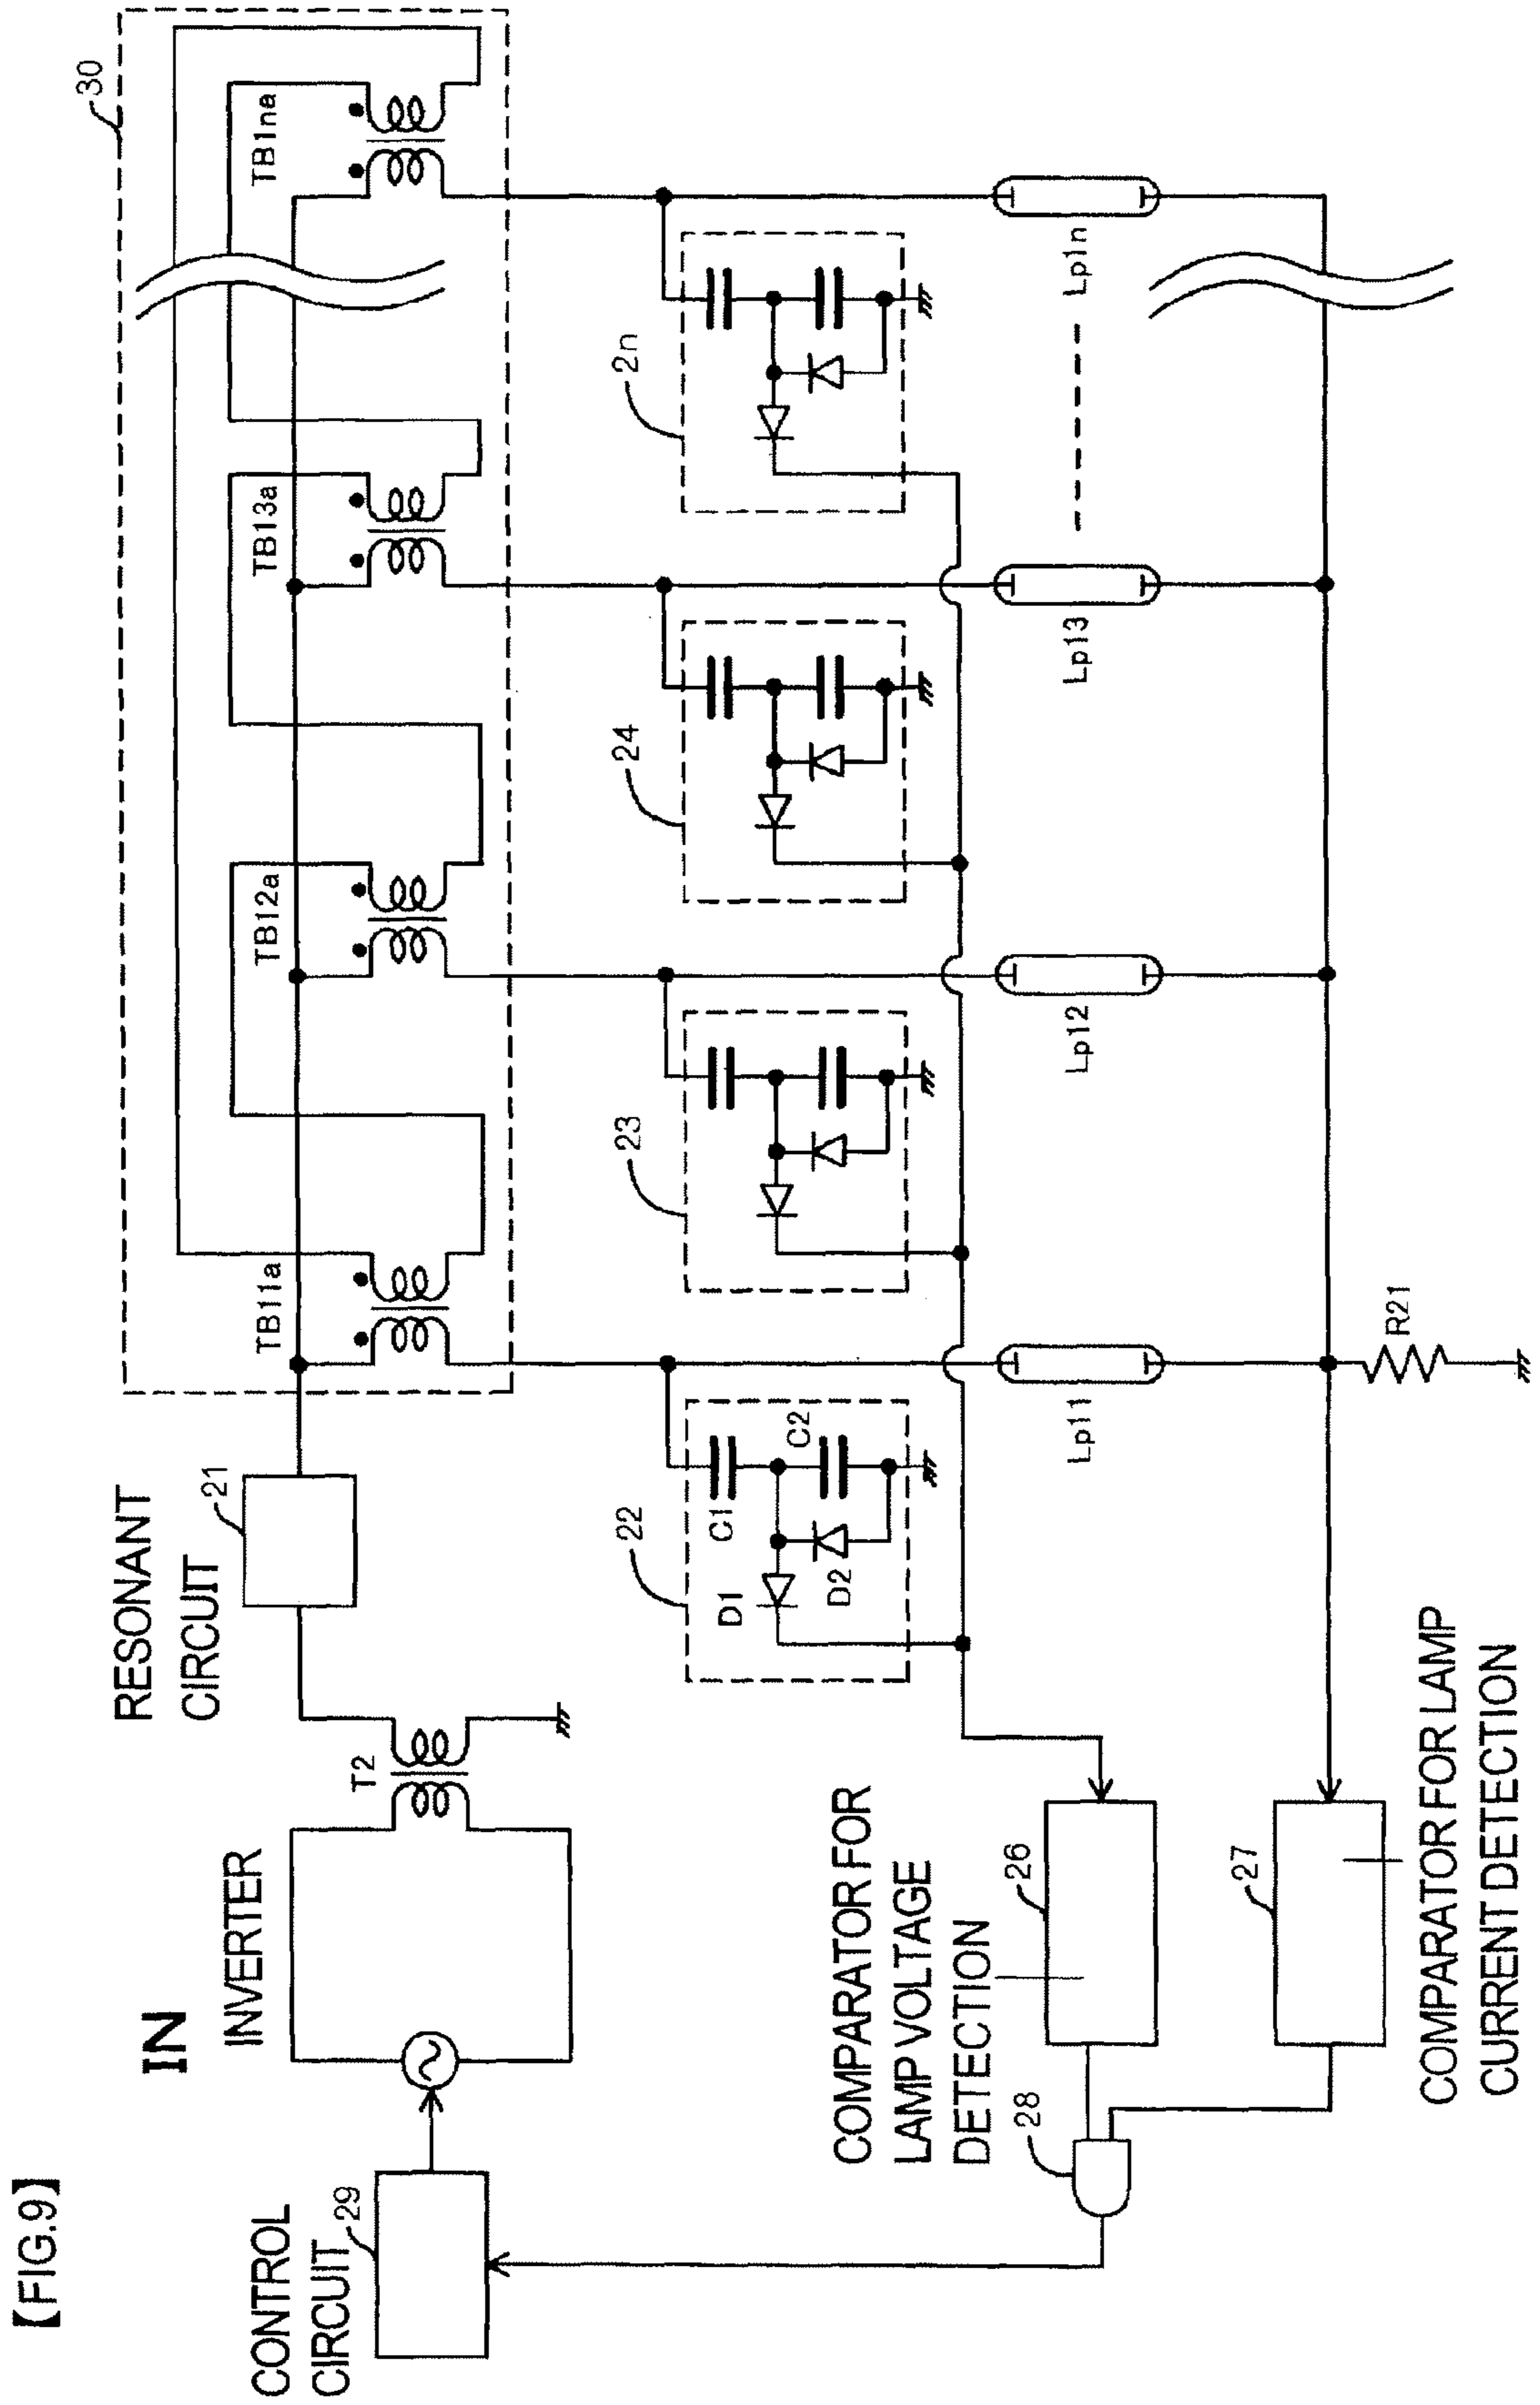 【FIG.9】
CONTROL
CIRCUIT
29
IN
INVERTER
T2
RESONANT
CIRCUIT
21
TB11a
TB12a
TB13a
TB1na
30
22
C1
C2
D1
D2
23
24
2n
Lp11
Lp12
Lp13
Lp1n
R21
COMPARATOR FOR
LAMP VOLTAGE
DETECTION
26
27
28
COMPARATOR FOR LAMP
CURRENT DETECTION